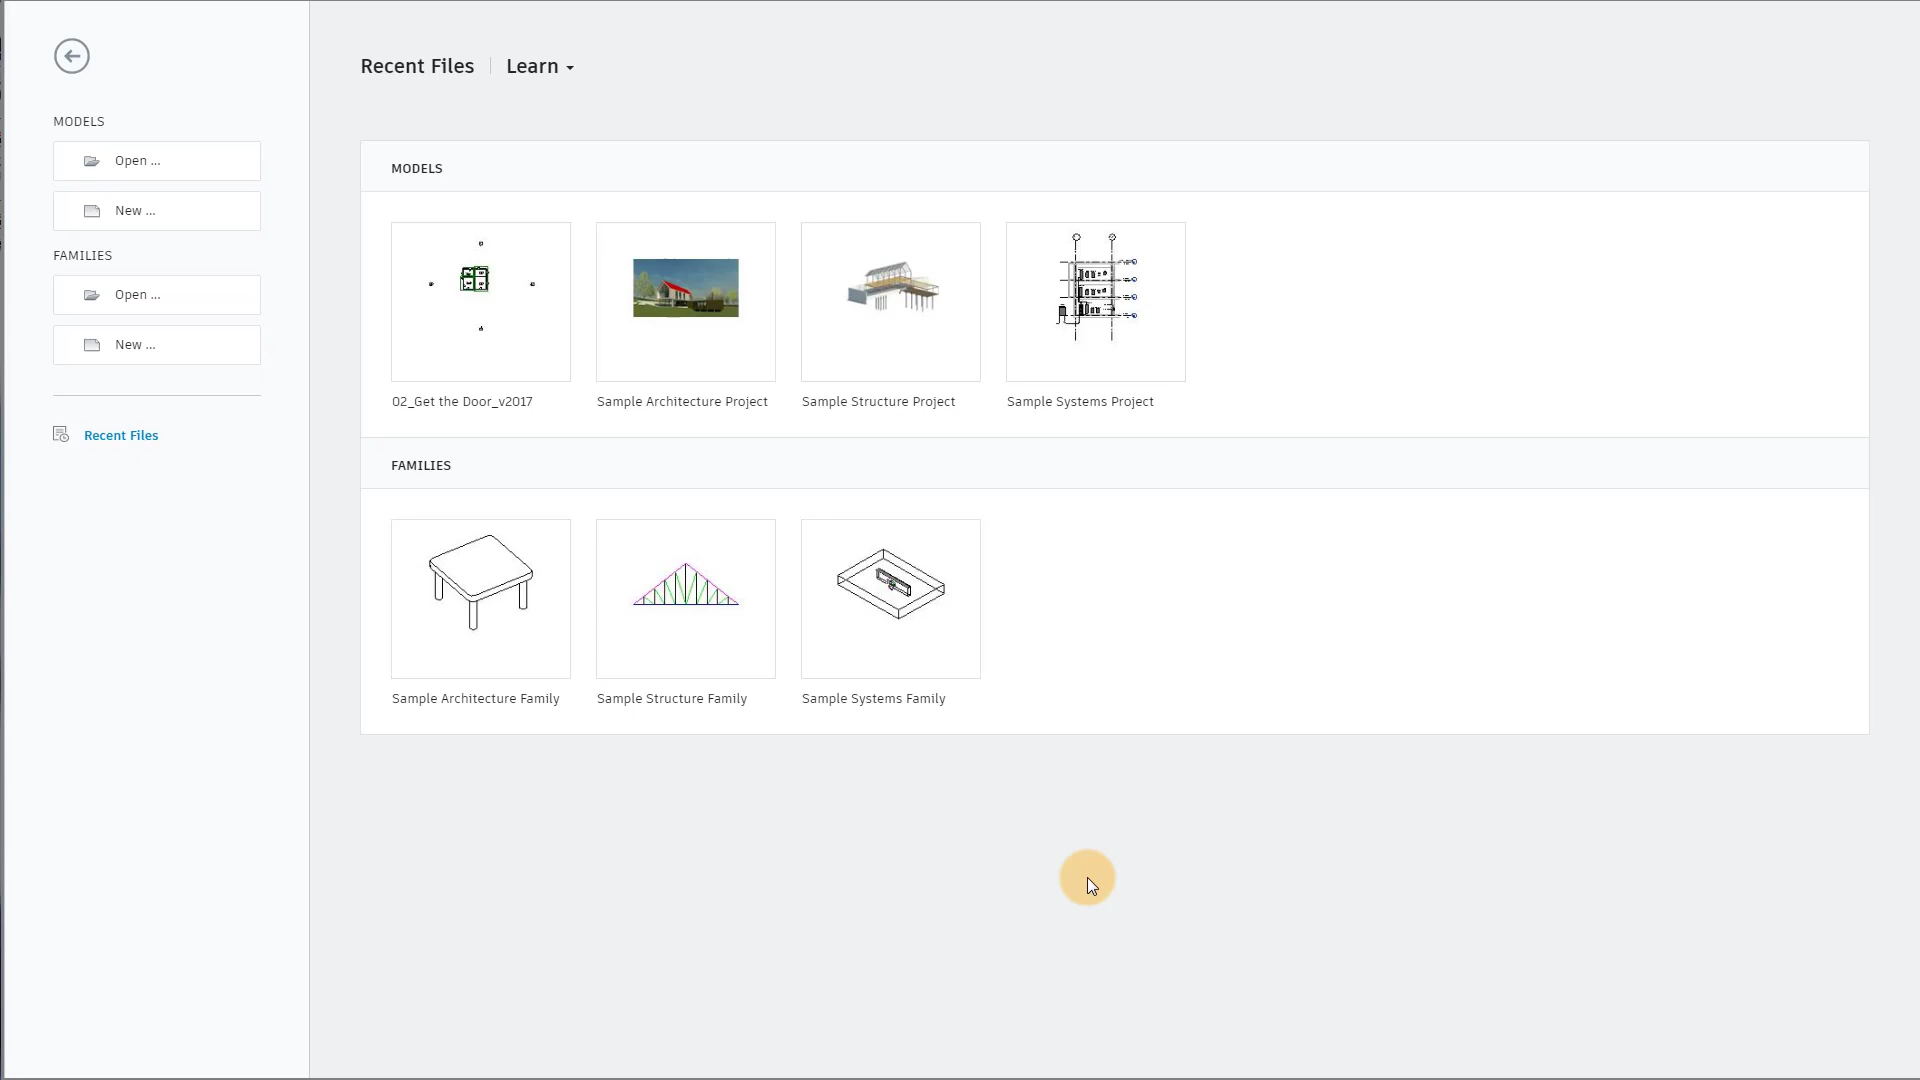 MODELS
Open ...
New ...
FAMILIES
Open ...
New ...
Recent Files
Recent Files
Learn
MODELS
02_Get the Door_v2017
Sample Architecture Project
Sample Structure Project
Sample Systems Project
FAMILIES
Sample Architecture Family
Sample Structure Family
Sample Systems Family